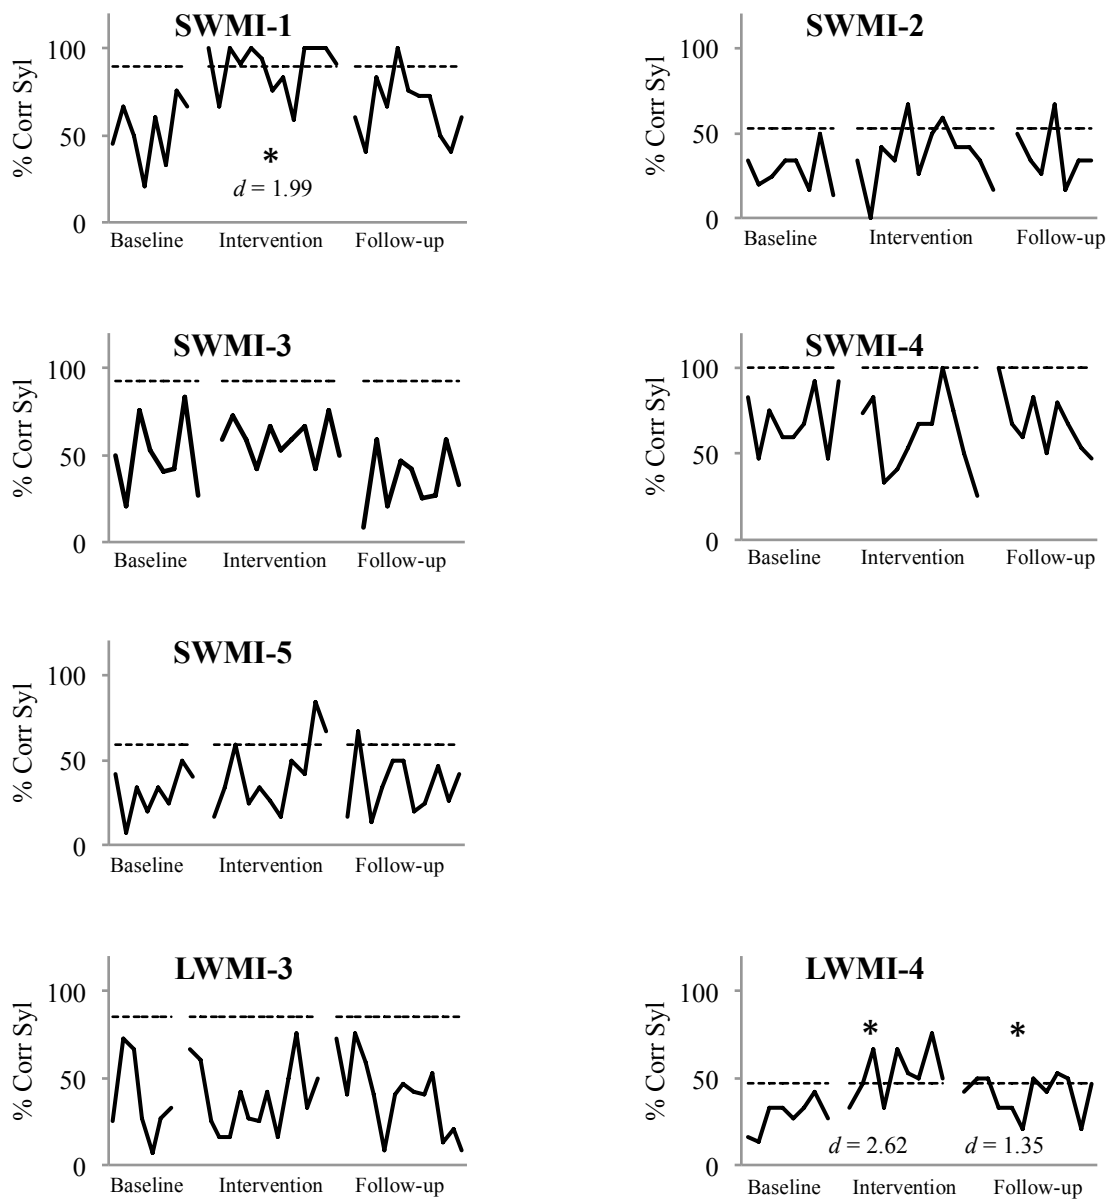 SWMI-1
% Corr Syl
100
50
0
*
d = 1.99
Baseline Intervention Follow-up
SWMI-2
% Corr Syl
100
50
0
Baseline Intervention Follow-up
SWMI-3
% Corr Syl
100
50
0
Baseline Intervention Follow-up
SWMI-4
% Corr Syl
100
50
0
Baseline Intervention Follow-up
SWMI-5
% Corr Syl
100
50
0
Baseline Intervention Follow-up
LWMI-3
% Corr Syl
100
50
0
Baseline Intervention Follow-up
LWMI-4
% Corr Syl
100
50
0
* *
d = 2.62 d = 1.35
Baseline Intervention Follow-up